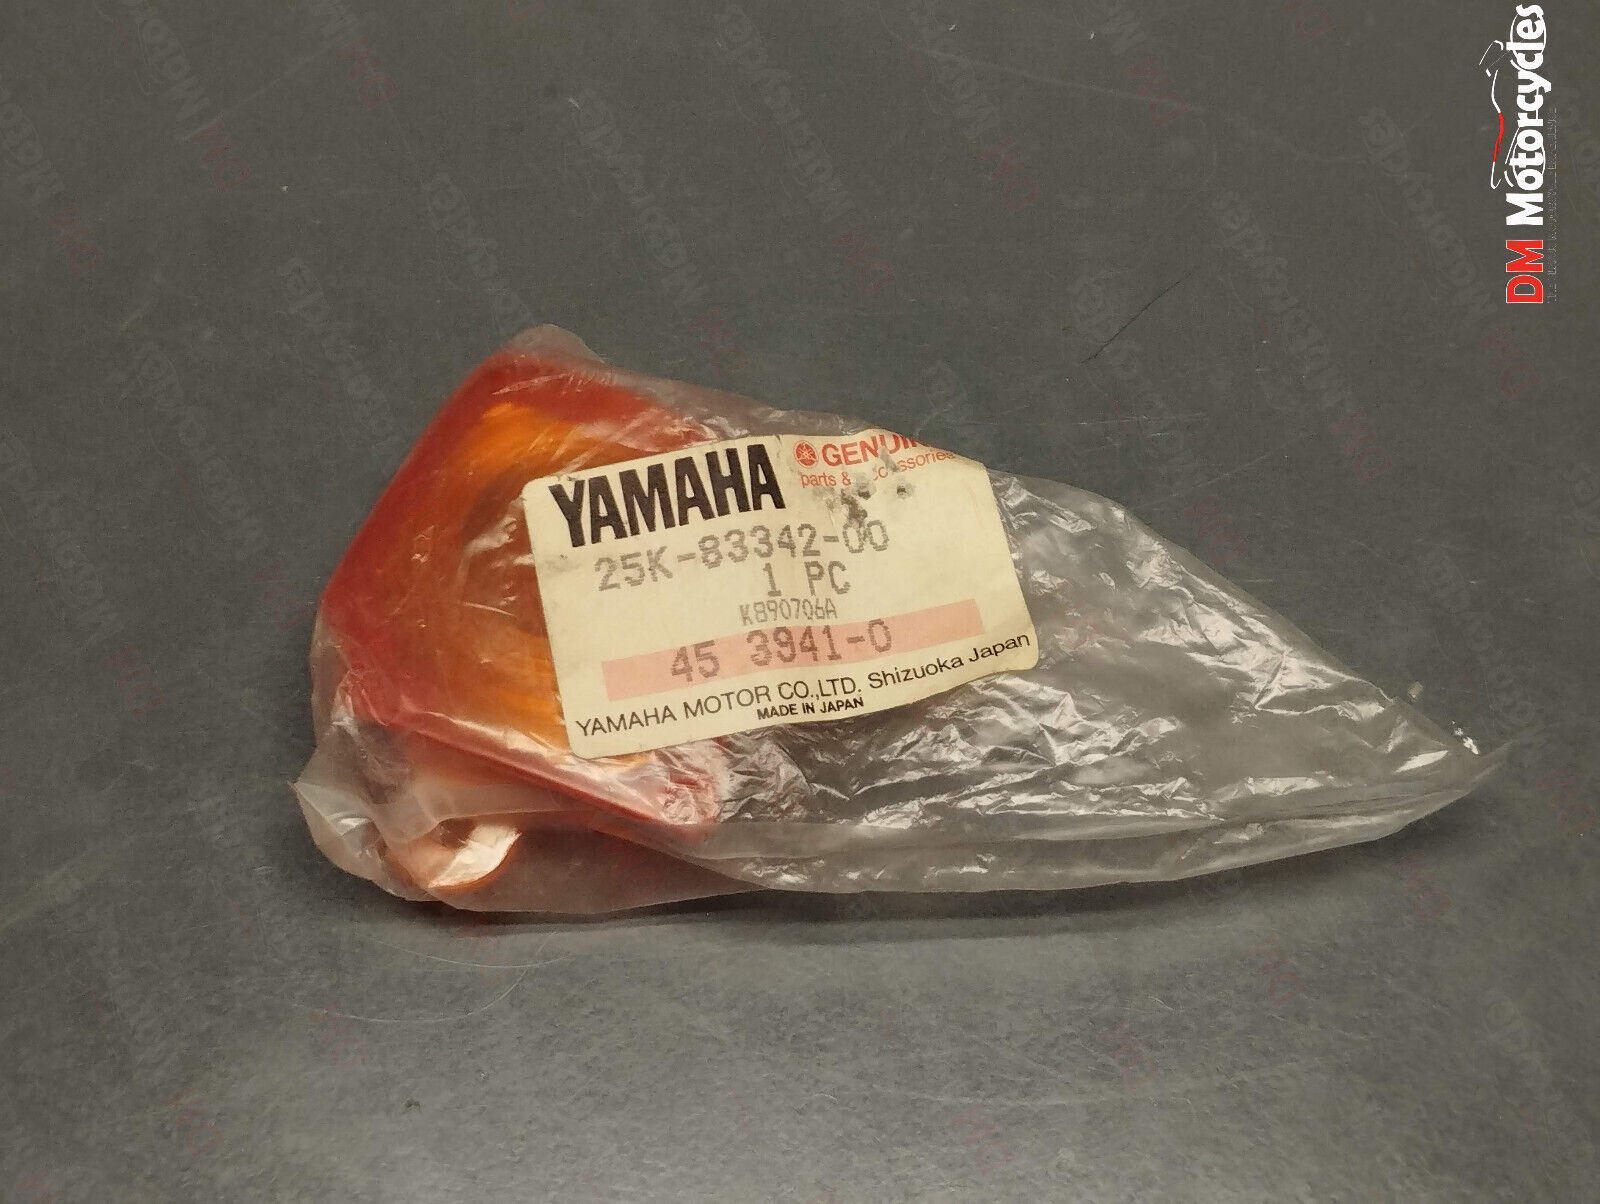 YAMAHA
GENUINE
parts & accessories
25K-83342-00
1 PC
K890706A
45 3941-0
YAMAHA MOTOR CO.,LTD. Shizuoka Japan
MADE IN JAPAN
DM Motorcycles